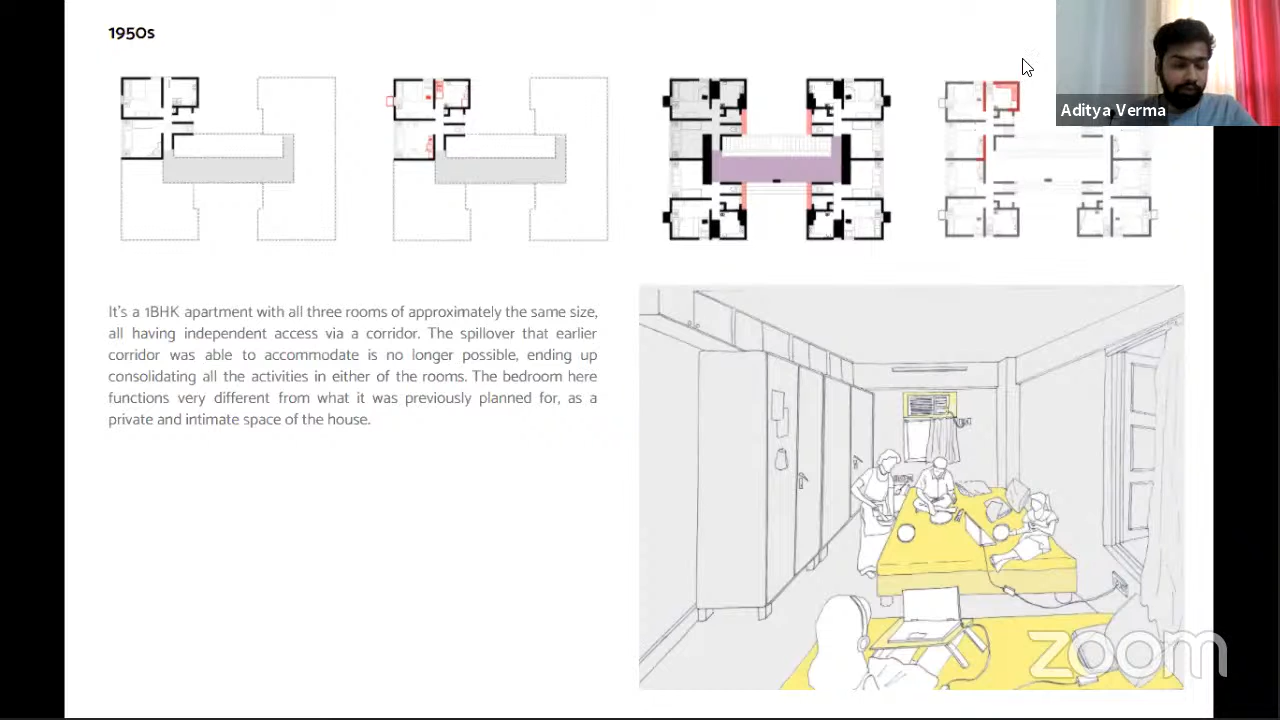 1950s
Aditya Verma
It's a 1BHK apartment with all three rooms of approximately the same size,
all having independent access via a corridor. The spillover that earlier
corridor was able to accommodate is no longer possible, ending up
consolidating all the activities in either of the rooms. The bedroom here
functions very different from what it was previously planned for, as a
private and intimate space of the house.
zoom